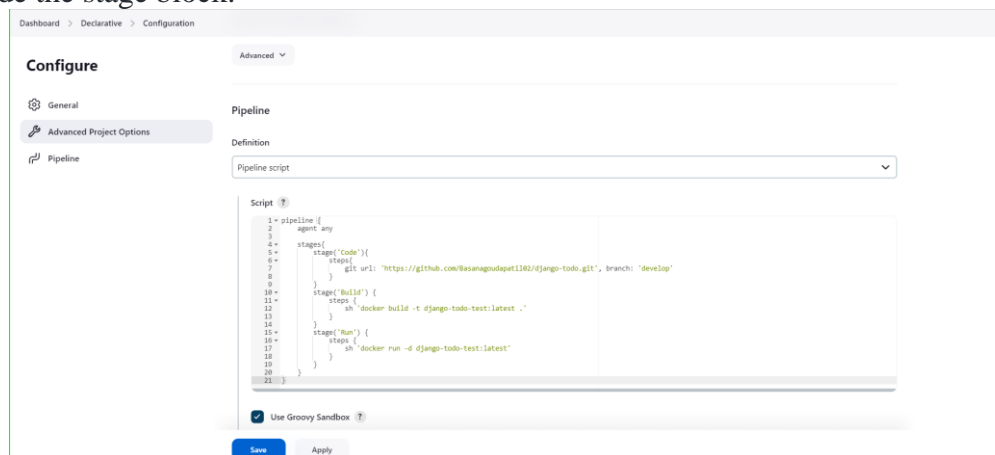 de the stage block.
Dashboard > Declarative > Configuration
Configure
General
Advanced Project Options
Pipeline
Advanced
Pipeline
Definition
Pipeline script
Script ?
1 pipeline {
2     agent any
3
4     stages{
5         stage('Code'){
6             steps{
7                 git url: 'https://github.com/Basanagoudapatil02/django-todo.git', branch: 'develop'
8             }
9         }
10         stage('Build') {
11             steps {
12                 sh 'docker build -t django-todo-test:latest .'
13             }
14         }
15         stage('Run') {
16             steps {
17                 sh 'docker run -d django-todo-test:latest'
18             }
19         }
20     }
21 }
Use Groovy Sandbox ?
Save Apply